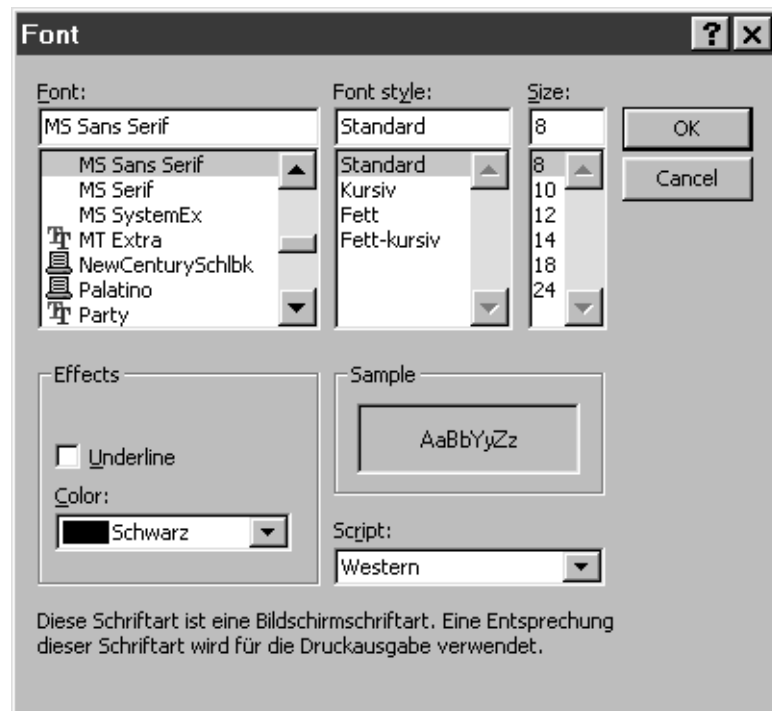 Font
Font:
MS Sans Serif
MS Sans Serif
MS Serif
MS SystemEx
MT Extra
NewCenturySchlbk
Palatino
Party
Font style:
Standard
Standard
Kursiv
Fett
Fett-kursiv
Size:
8
8
10
12
14
18
24
OK
Cancel
Effects
Underline
Color:
Schwarz
Sample
AaBbYyZz
Script:
Western
Diese Schriftart ist eine Bildschirmschriftart. Eine Entsprechung
dieser Schriftart wird für die Druckausgabe verwendet.